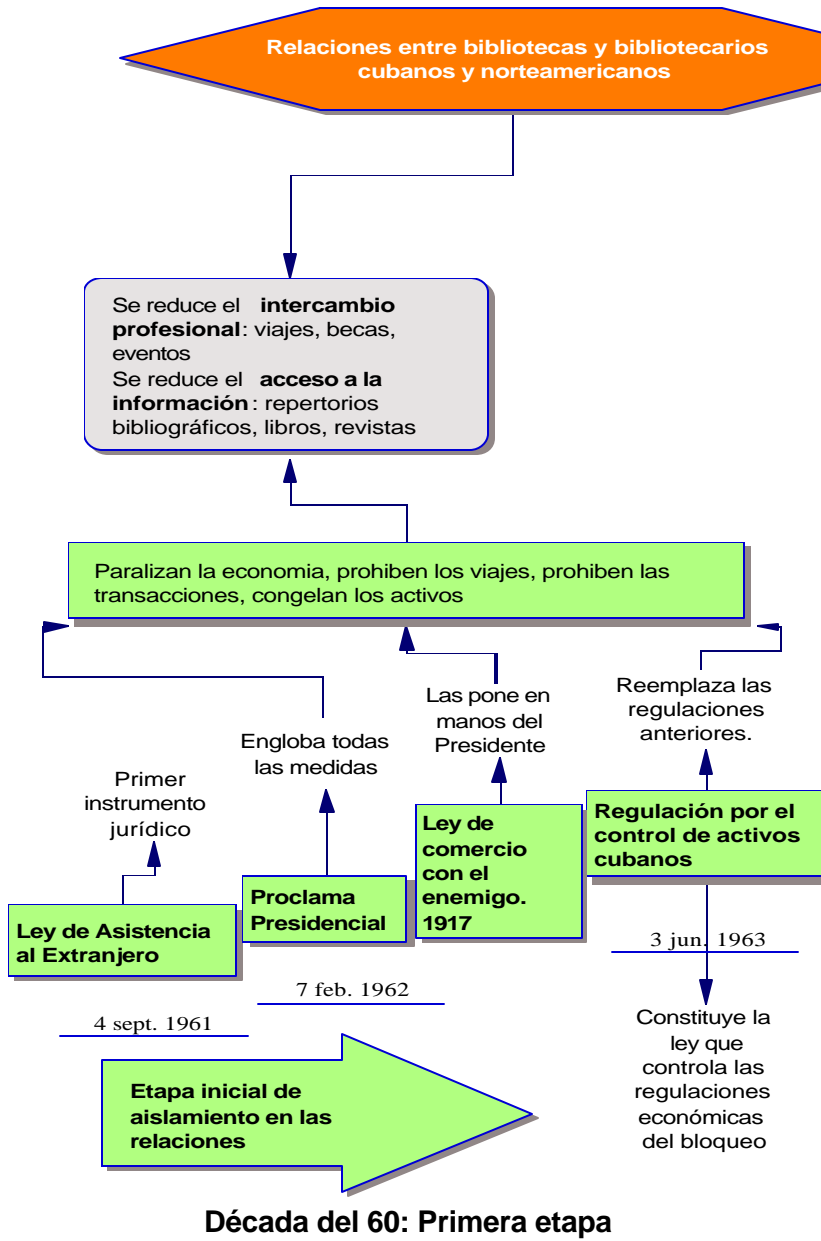 Relaciones entre bibliotecas y bibliotecarios
cubanos y norteamericanos
Se reduce el intercambio
profesional: viajes, becas,
eventos
Se reduce el acceso a la
información: repertorios
bibliográficos, libros, revistas
Paralizan la economia, prohiben los viajes, prohiben las
transacciones, congelan los activos
Primer
instrumento
jurídico
Engloba todas
las medidas
Las pone en
manos del
Presidente
Reemplaza las
regulaciones
anteriores.
Ley de Asistencia
al Extranjero
Proclama
Presidencial
Ley de
comercio
con el
enemigo.
1917
Regulación por el
control de activos
cubanos
4 sept. 1961
7 feb. 1962
3 jun. 1963
Constituye la
ley que
controla las
regulaciones
económicas
del bloqueo
Etapa inicial de
aislamiento en las
relaciones
Década del 60: Primera etapa